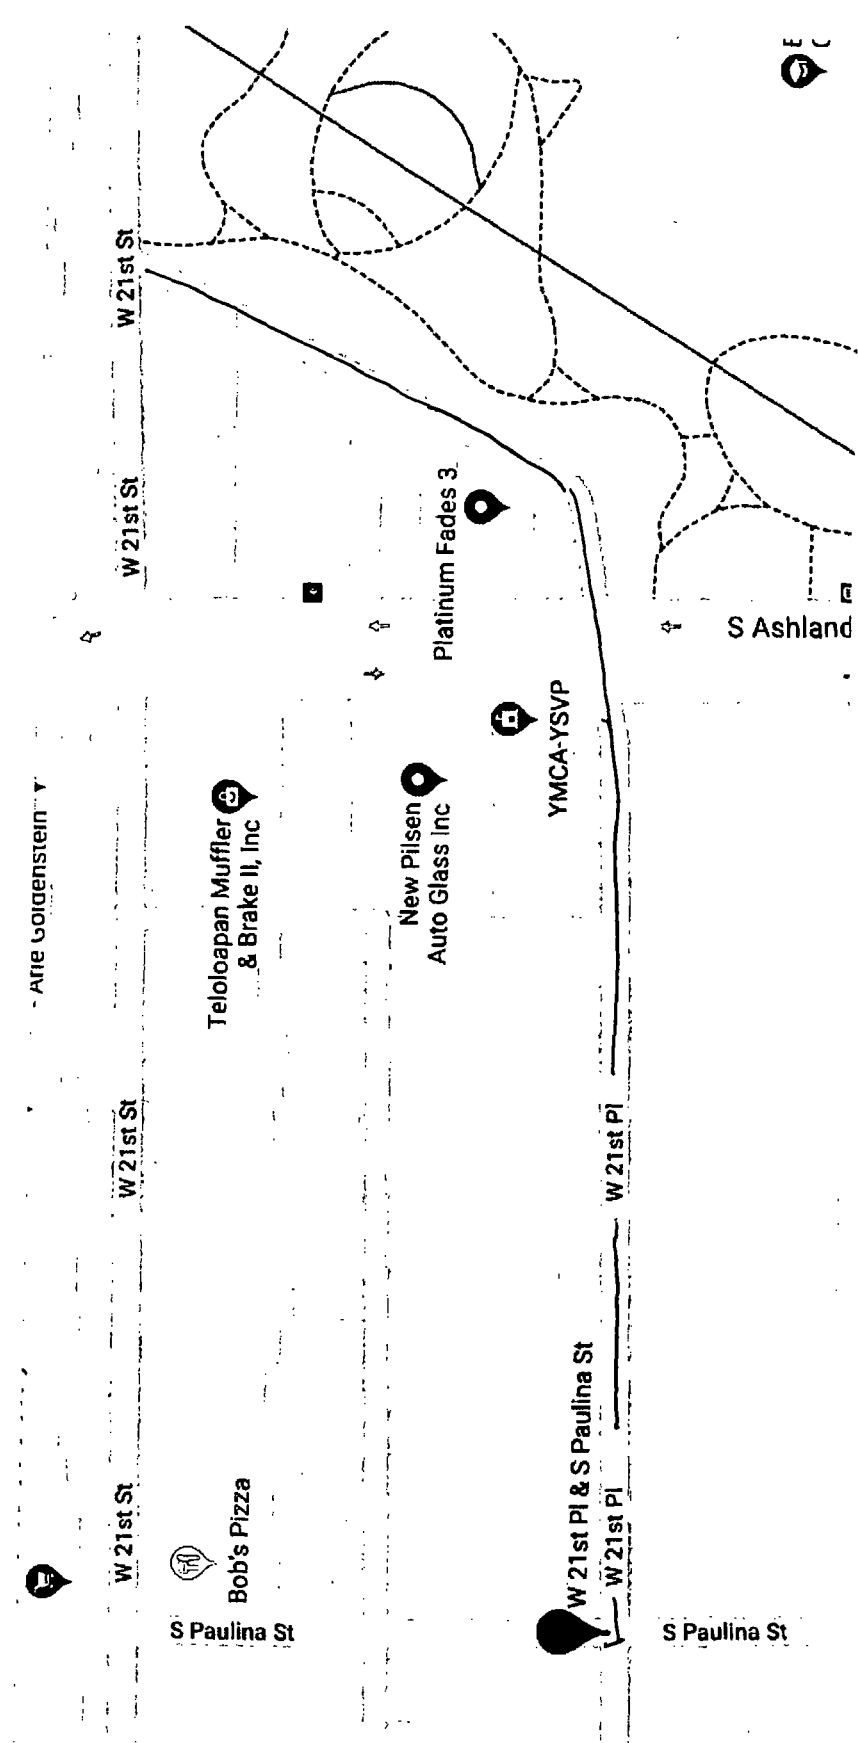 E
C
W 21st St
W 21st St
Platinum Fades 3
S Ashland
YMCA-YSVP
Teloloapan Muffler
& Brake II, Inc
New Pilsen
Auto Glass Inc
W 21st St
W 21st Pl
W 21st St
Bob's Pizza
W 21st Pl & S Paulina St
W 21st Pl
S Paulina St
S Paulina St